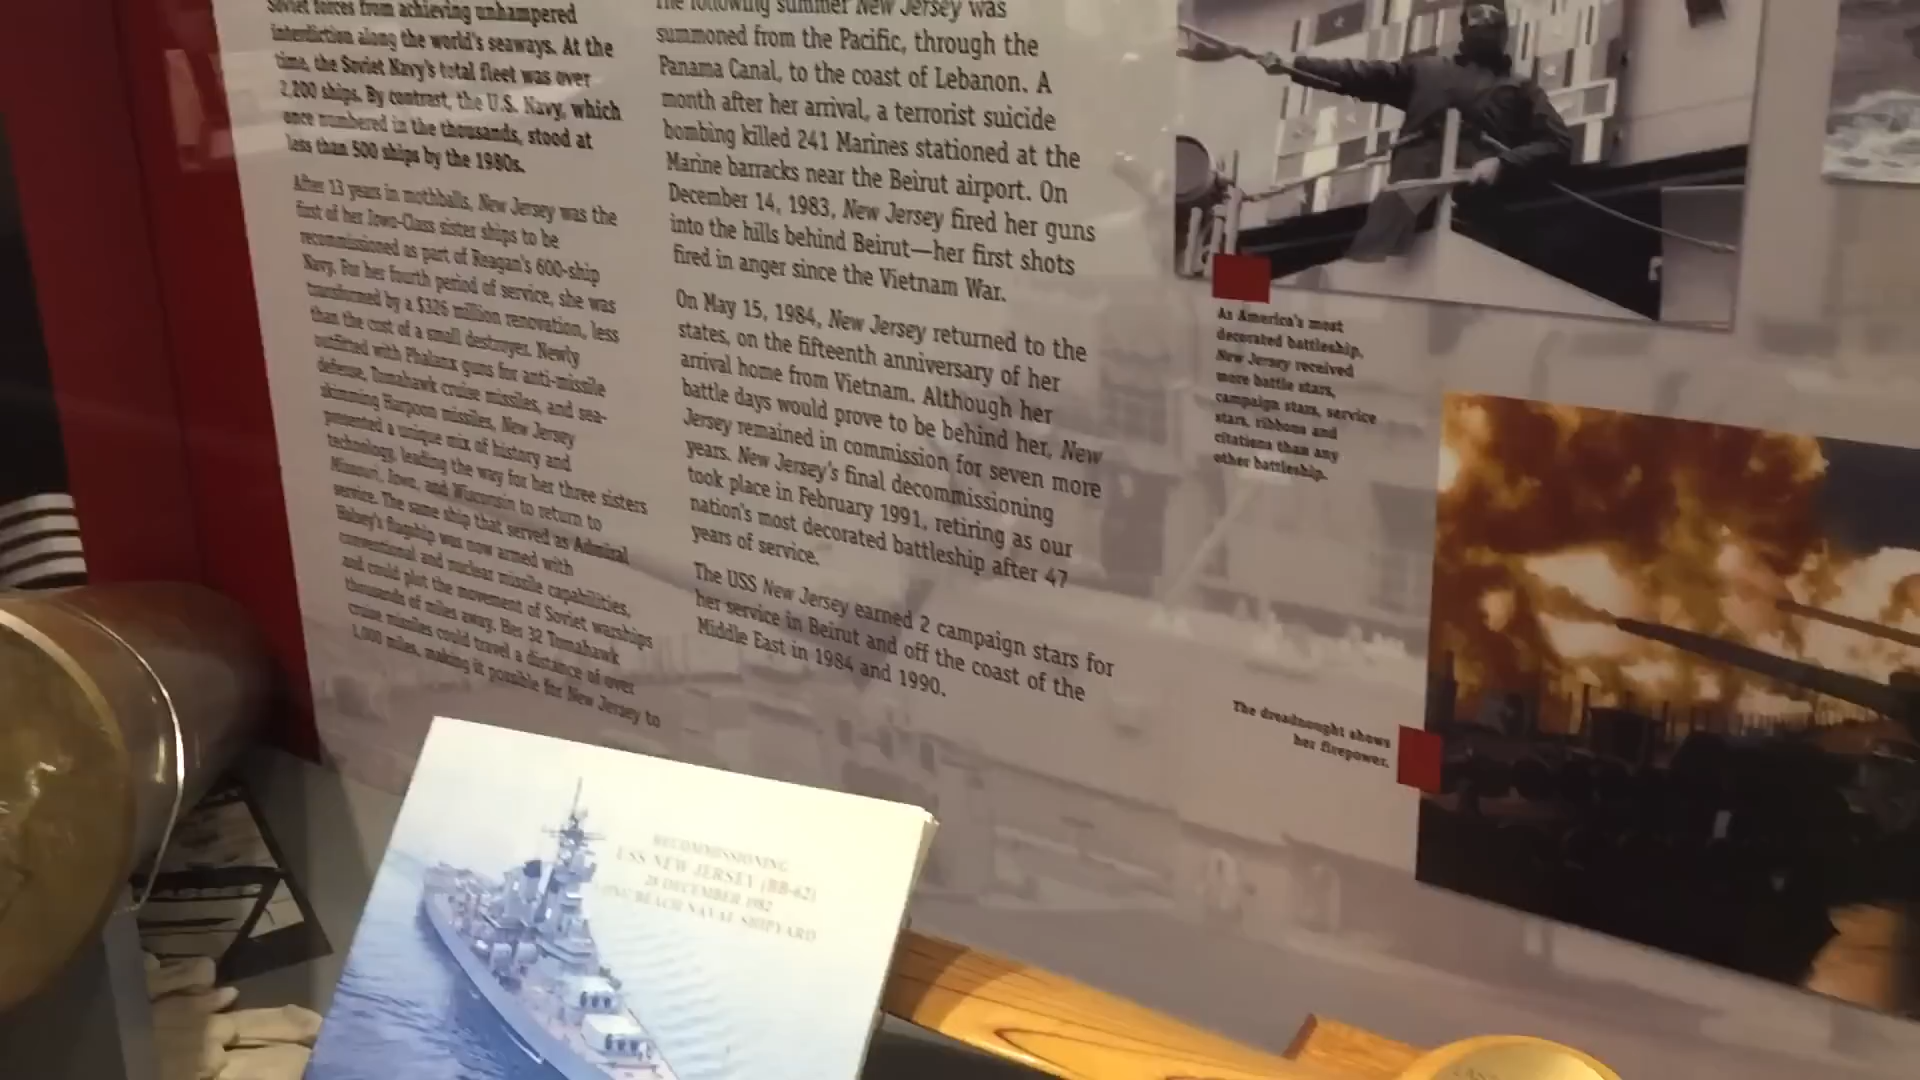 Soviet forces from achieving unhampered
interdiction along the world's seaways. At the
time, the Soviet Navy's total fleet was over
2,200 ships. By contrast, the U.S. Navy, which
once numbered in the thousands, stood at
less than 500 ships by the 1980s.
After 13 years in mothballs, New Jersey was the
first of her Iowa-Class sister ships to be
recommissioned as part of Reagan's 600-ship
Navy. For her fourth period of service, she was
transformed by a $326 million renovation, less
than the cost of a small destroyer. Newly
outfitted with Phalanx guns for anti-missile
defense, Tomahawk cruise missiles, and sea-
skimming Harpoon missiles, New Jersey
presented a unique mix of history and
technology, leading the way for her three sisters
Missouri, Iowa, and Wisconsin to return to
service. The same ship that served as Admiral
Halsey's flagship was now armed with
conventional and nuclear missile capabilities,
and could plot the movement of Soviet warships
thousands of miles away. Her 32 Tomahawk
cruise missiles could travel a distance of over
1,000 miles, making it possible for New Jersey to
The following summer New Jersey was
summoned from the Pacific, through the
Panama Canal, to the coast of Lebanon. A
month after her arrival, a terrorist suicide
bombing killed 241 Marines stationed at the
Marine barracks near the Beirut airport. On
December 14, 1983, New Jersey fired her guns
into the hills behind Beirut—her first shots
fired in anger since the Vietnam War.
On May 15, 1984, New Jersey returned to the
states, on the fifteenth anniversary of her
arrival home from Vietnam. Although her
battle days would prove to be behind her, New
Jersey remained in commission for seven more
years. New Jersey's final decommissioning
took place in February 1991, retiring as our
nation's most decorated battleship after 47
years of service.
The USS New Jersey earned 2 campaign stars for
her service in Beirut and off the coast of the
Middle East in 1984 and 1990.
As America's most
decorated battleship,
New Jersey received
more battle stars,
campaign stars, service
stars, ribbons and
citations than any
other battleship.
The dreadnought shows
her firepower.
RECOMMISSIONING
USS NEW JERSEY (BB-62)
28 DECEMBER 1982
LONG BEACH NAVAL SHIPYARD